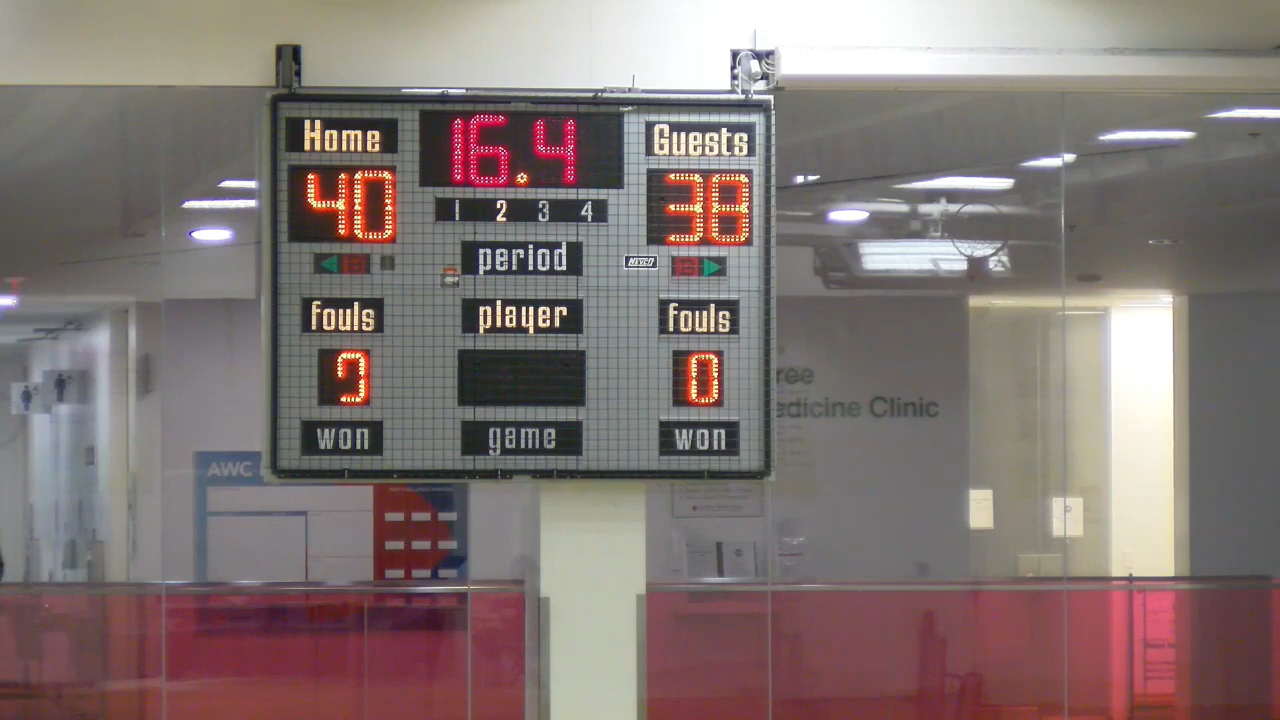 Home
16.4
Guests
40
38
1 2 3 4
period
fouls
player
fouls
0
won
game
won
ree
edicine Clinic
AWC